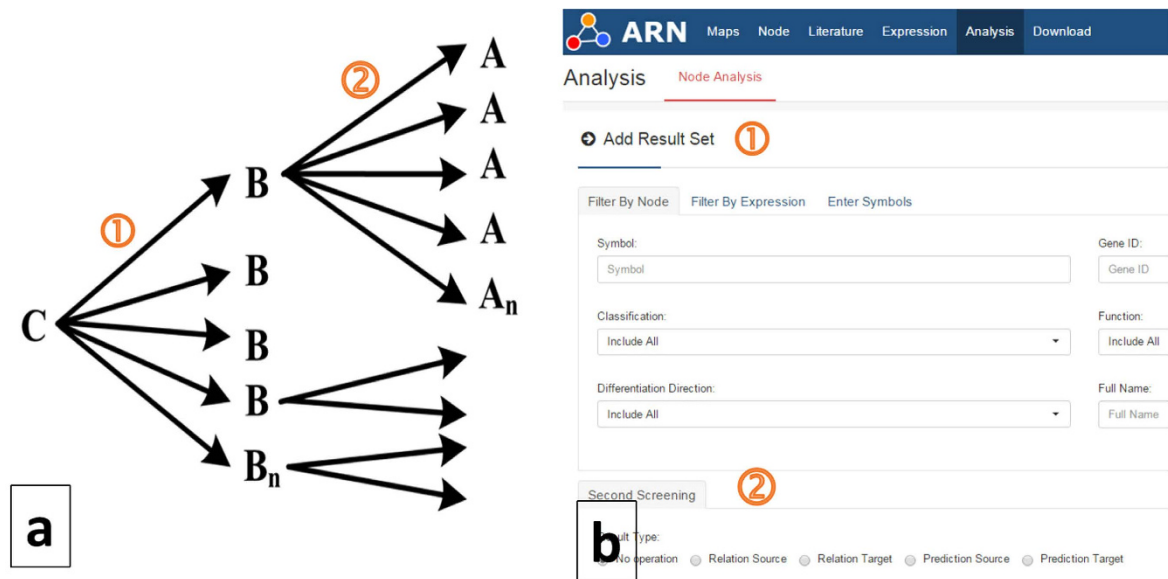 ② A
① B A
A
A
B Aₙ
C B
B
Bₙ
a
ARN Maps Node Literature Expression Analysis Download
Analysis Node Analysis
Add Result Set ①
Filter By Node Filter By Expression Enter Symbols
Symbol: Gene ID:
Symbol Gene ID
Classification: Function:
Include All Include All
Differentiation Direction: Full Name:
Include All Full Name
Second Screening ②
b
No operation Relation Source Relation Target Prediction Source Prediction Target